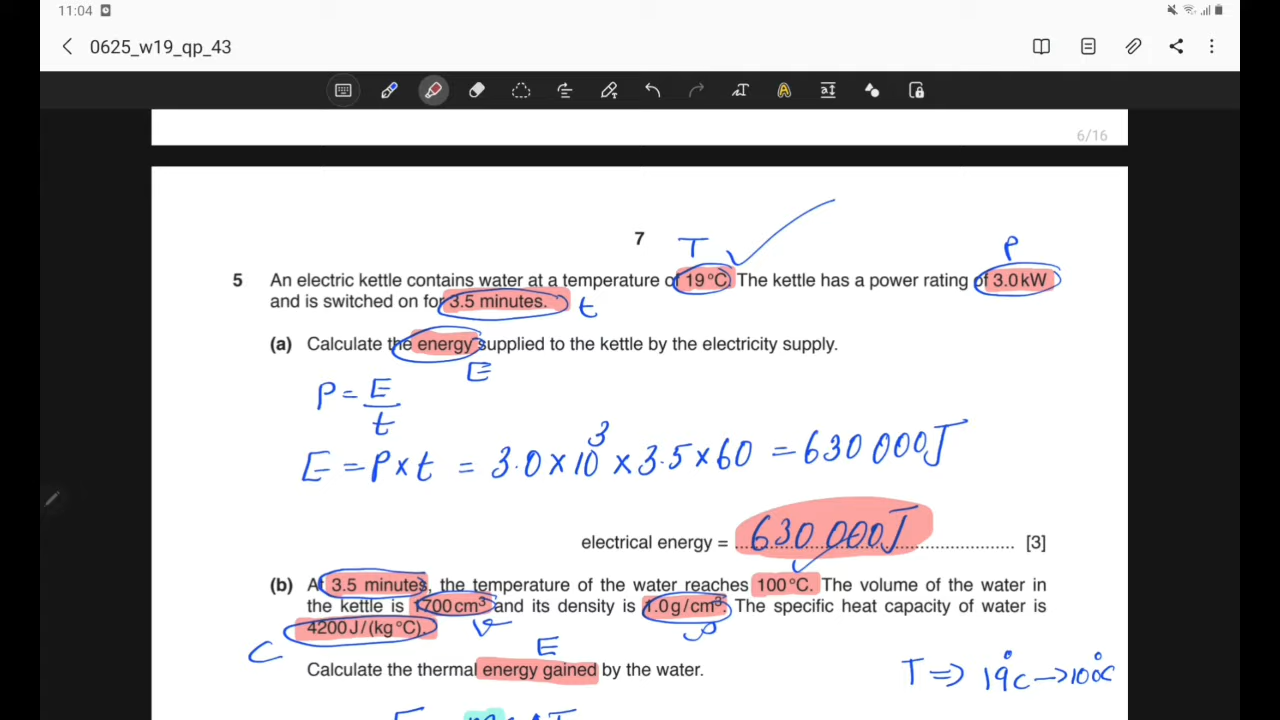 11:04
0625_w19_qp_43
6/16
7
T
P
5 An electric kettle contains water at a temperature of 19 °C. The kettle has a power rating of 3.0 kW
and is switched on for 3.5 minutes.
t
(a) Calculate the energy supplied to the kettle by the electricity supply.
E
P = E/t
E = P × t = 3.0 × 10³ × 3.5 × 60 = 630 000J
electrical energy = 630 000J [3]
(b) At 3.5 minutes, the temperature of the water reaches 100 °C. The volume of the water in
the kettle is 1700 cm³ and its density is 1.0 g/cm³. The specific heat capacity of water is
4200 J/(kg °C).
V
C
E
Calculate the thermal energy gained by the water.
T ⇒ 19°C → 100°C